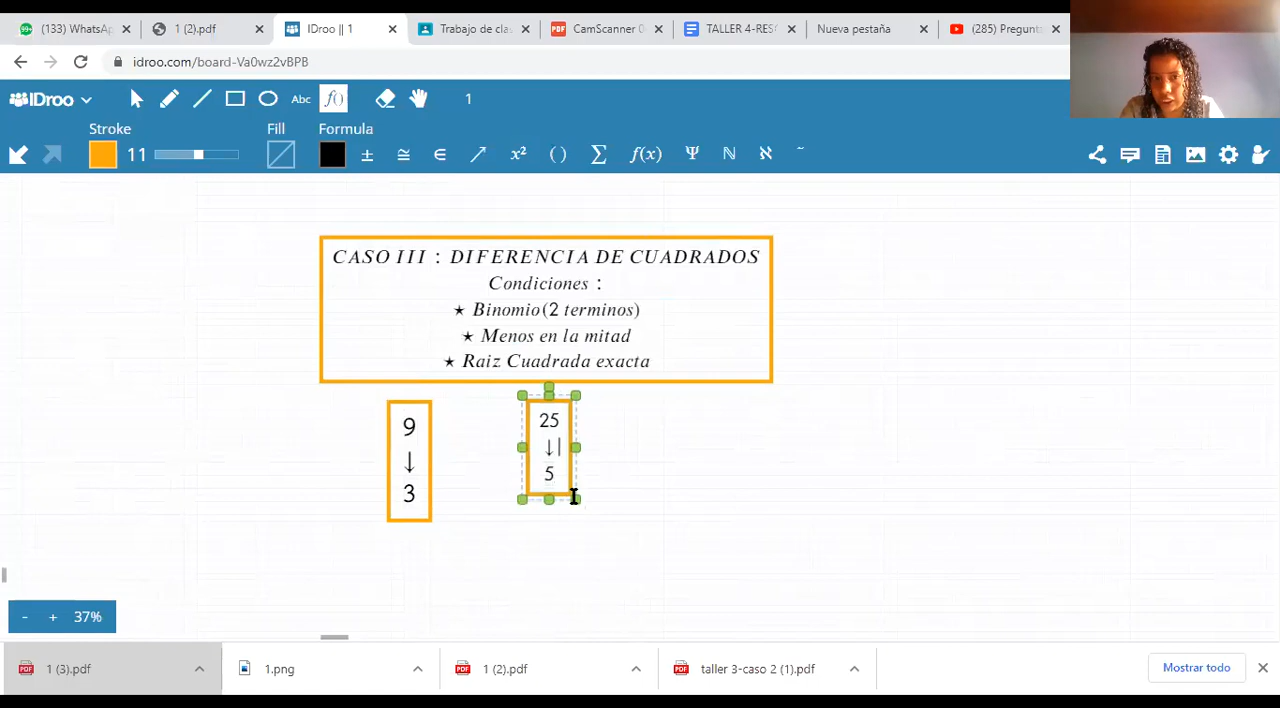 (133) WhatsAp
1 (2).pdf
IDroo || 1
Trabajo de cla
CamScanner 0
TALLER 4-RES
Nueva pestaña
(285) Pregunt
idroo.com/board-Va0wz2vBPB
IDroo
Abc
f()
1
Stroke
Fill
Formula
11
± ≅ ∈ x² ( ) ∑ f(x) Ψ ℕ ℵ ~
CASO III : DIFERENCIA DE CUADRADOS
Condiciones :
⋆ Binomio(2 terminos)
⋆ Menos en la mitad
⋆ Raiz Cuadrada exacta
9
↓
3
25
↓
5
- + 37%
1 (3).pdf
1.png
1 (2).pdf
taller 3-caso 2 (1).pdf
Mostrar todo